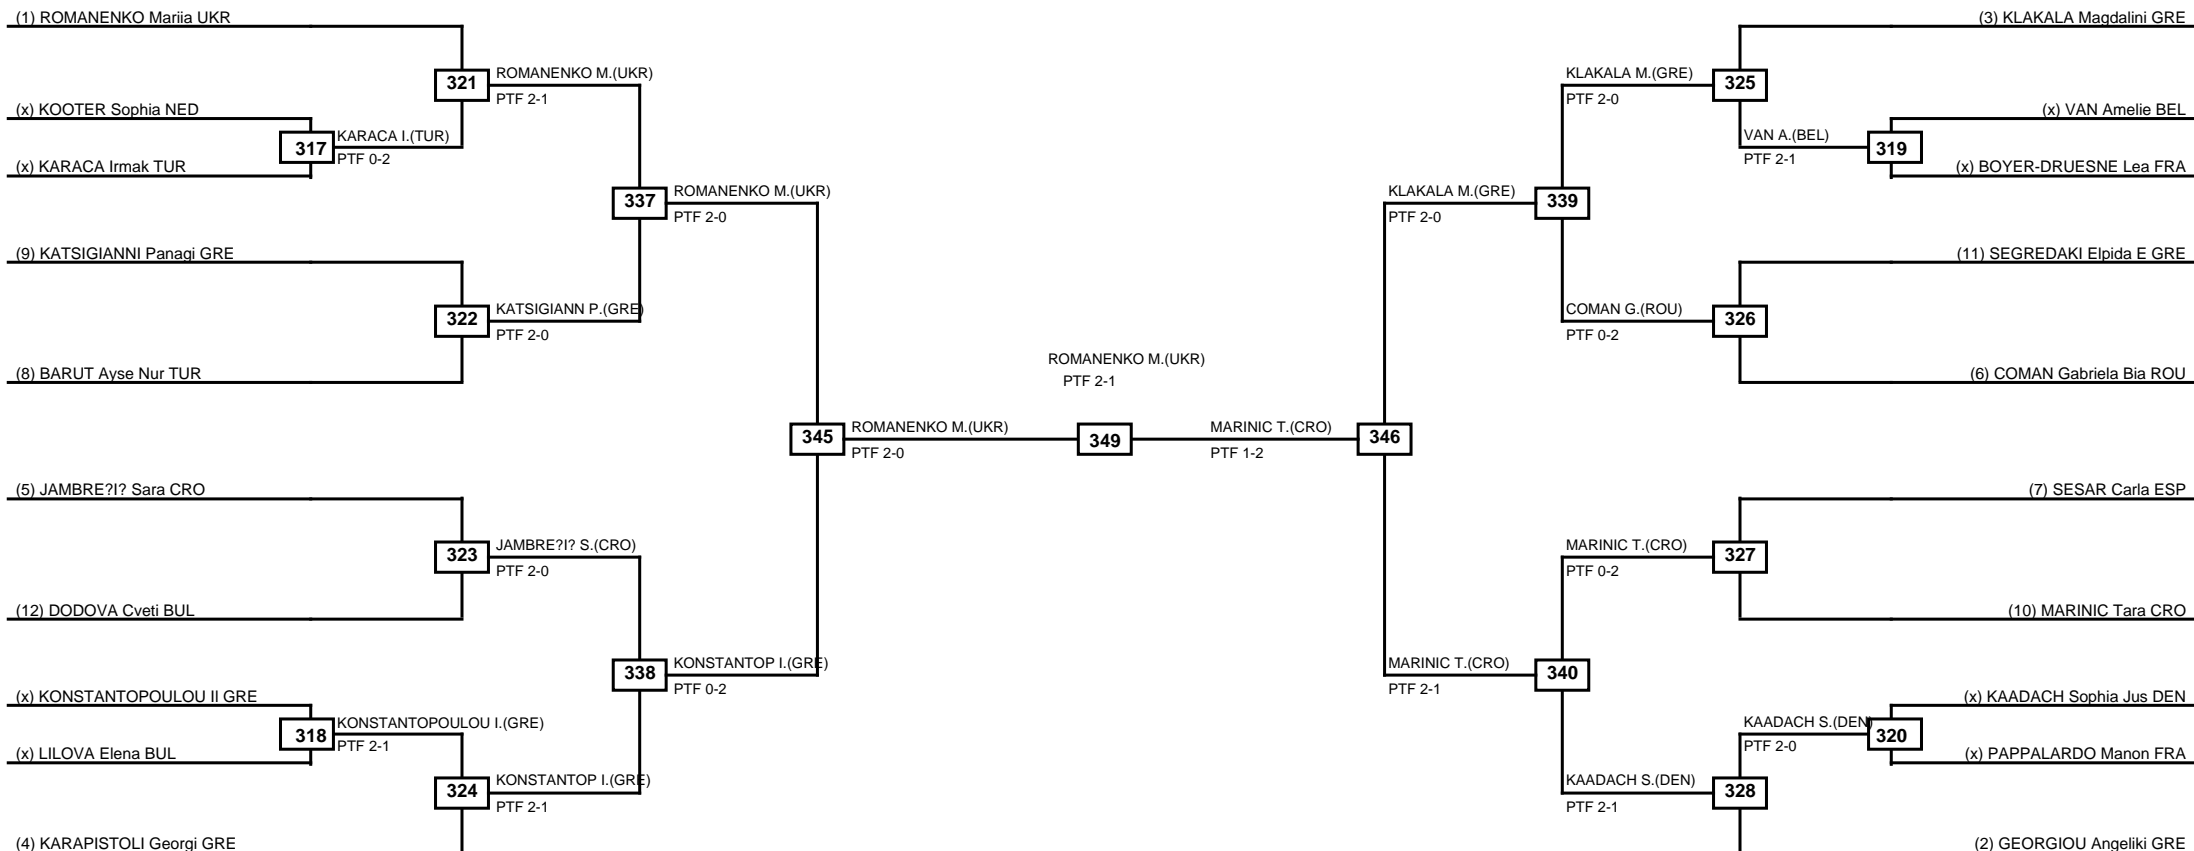 (1) ROMANENKO Mariia UKR
(3) KLAKALA Magdalini GRE
321
ROMANENKO M.(UKR)
PTF 2-1
KLAKALA M.(GRE)
PTF 2-0
325
(x) KOOTER Sophia NED
(x) VAN Amelie BEL
317
KARACA I.(TUR)
PTF 0-2
VAN A.(BEL)
PTF 2-1
319
(x) KARACA Irmak TUR
(x) BOYER-DRUESNE Lea FRA
337
ROMANENKO M.(UKR)
PTF 2-0
KLAKALA M.(GRE)
PTF 2-0
339
(9) KATSIGIANNI Panagi GRE
(11) SEGREDAKI Elpida E GRE
322
KATSIGIANN P.(GRE)
PTF 2-0
COMAN G.(ROU)
PTF 0-2
326
ROMANENKO M.(UKR)
PTF 2-1
(8) BARUT Ayse Nur TUR
(6) COMAN Gabriela Bia ROU
345
ROMANENKO M.(UKR)
PTF 2-0
349
MARINIC T.(CRO)
PTF 1-2
346
(5) JAMBRE?I? Sara CRO
(7) SESAR Carla ESP
323
JAMBRE?I? S.(CRO)
PTF 2-0
MARINIC T.(CRO)
PTF 0-2
327
(12) DODOVA Cveti BUL
(10) MARINIC Tara CRO
338
KONSTANTOP I.(GRE)
PTF 0-2
MARINIC T.(CRO)
PTF 2-1
340
(x) KONSTANTOPOULOU II GRE
(x) KAADACH Sophia Jus DEN
318
KONSTANTOPOULOU I.(GRE)
PTF 2-1
KAADACH S.(DEN)
PTF 2-0
320
(x) LILOVA Elena BUL
(x) PAPPALARDO Manon FRA
324
KONSTANTOP I.(GRE)
PTF 2-1
KAADACH S.(DEN)
PTF 2-1
328
(4) KARAPISTOLI Georgi GRE
(2) GEORGIOU Angeliki GRE